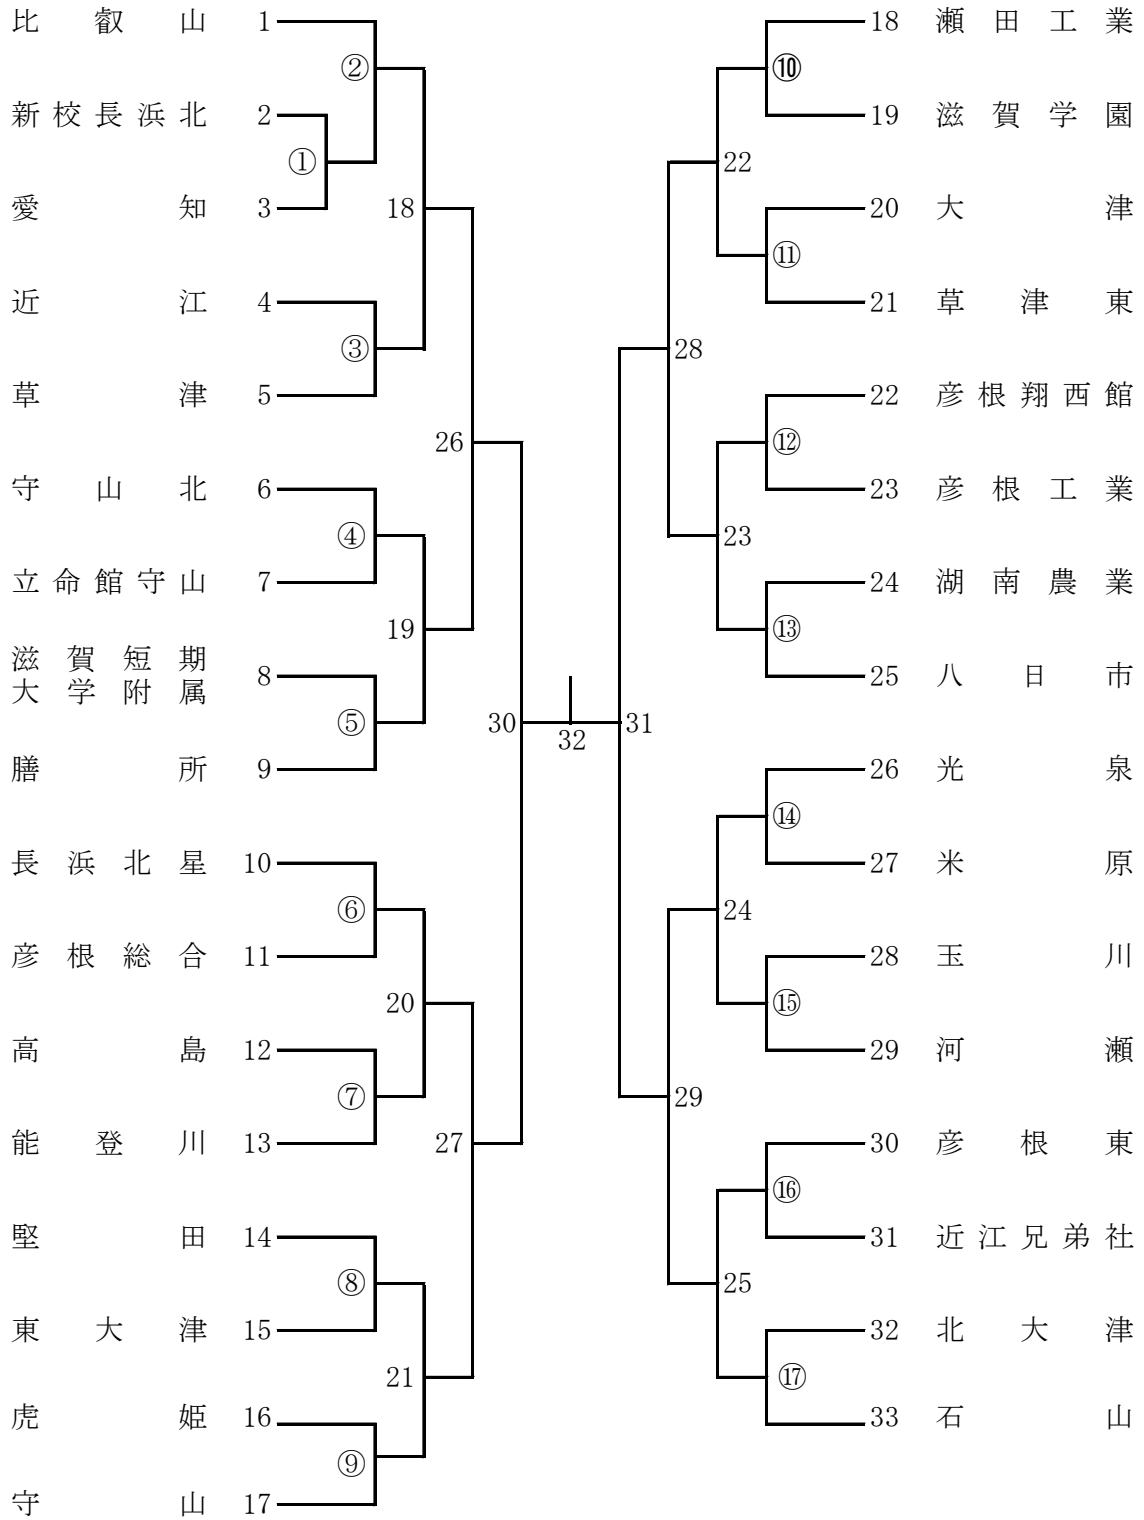 比叡山 1
②
新校長浜北 2
①
愛知 3
18
近江 4
③
草津 5
26
守山北 6
④
立命館守山 7
19
滋賀短期
大学附属 8
⑤
膳所 9
30
長浜北星 10
⑥
彦根総合 11
20
高島 12
⑦
能登川 13
27
堅田 14
⑧
東大津 15
21
虎姫 16
⑨
守山 17
32
18 瀬田工業
⑩
19 滋賀学園
22
20 大津
⑪
21 草津東
28
22 彦根翔西館
⑫
23 彦根工業
23
24 湖南農業
⑬
25 八日市
31
26 光泉
⑭
27 米原
24
28 玉川
⑮
29 河瀬
29
30 彦根東
⑯
31 近江兄弟社
25
32 北大津
⑰
33 石山